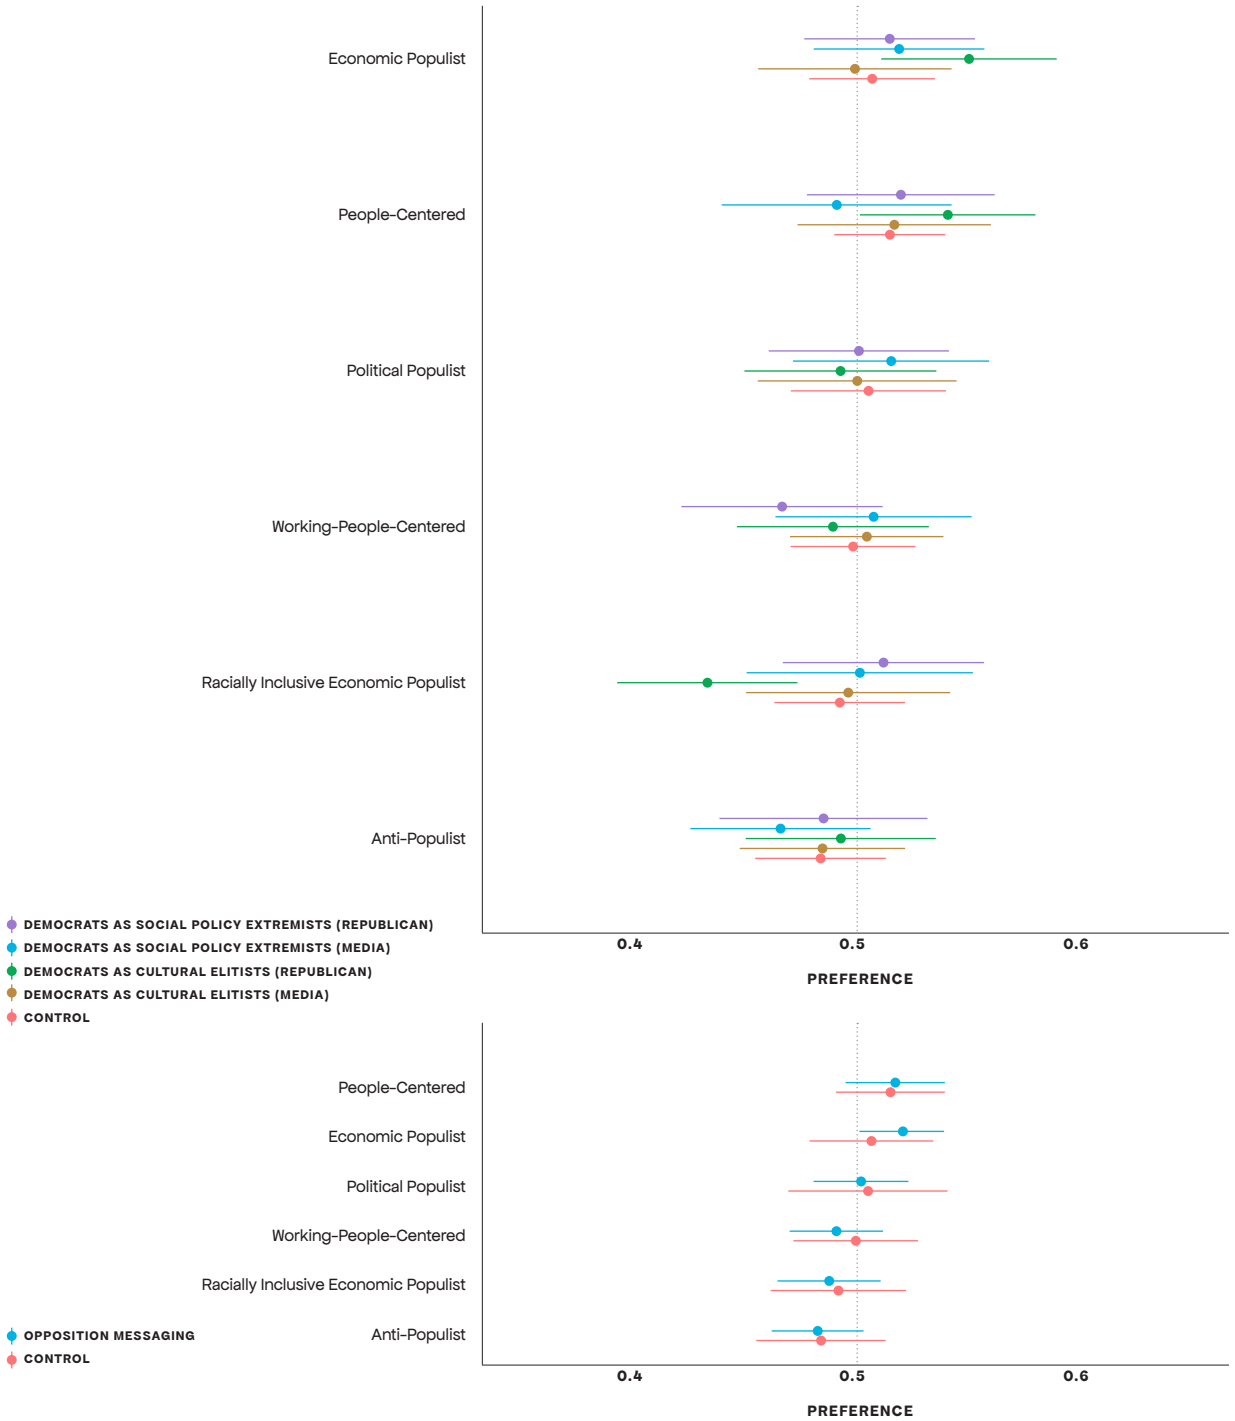 Economic Populist
People-Centered
Political Populist
Working-People-Centered
Racially Inclusive Economic Populist
Anti-Populist
DEMOCRATS AS SOCIAL POLICY EXTREMISTS (REPUBLICAN)
DEMOCRATS AS SOCIAL POLICY EXTREMISTS (MEDIA)
DEMOCRATS AS CULTURAL ELITISTS (REPUBLICAN)
DEMOCRATS AS CULTURAL ELITISTS (MEDIA)
CONTROL
0.4 0.5 0.6
PREFERENCE
People-Centered
Economic Populist
Political Populist
Working-People-Centered
Racially Inclusive Economic Populist
Anti-Populist
OPPOSITION MESSAGING
CONTROL
0.4 0.5 0.6
PREFERENCE